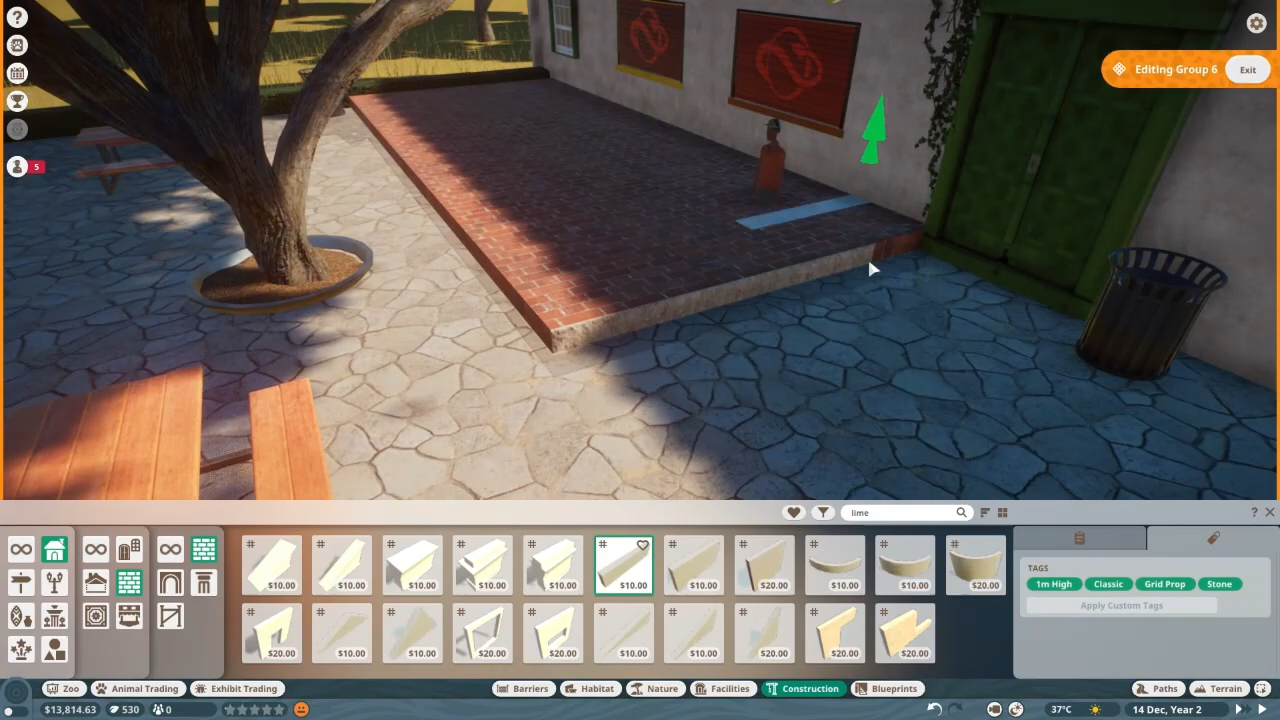 Editing Group 6 Exit
5
lime
$10.00 $10.00 $10.00 $10.00 $10.00 $10.00 $10.00 $20.00 $10.00 $10.00 $20.00
$20.00 $10.00 $10.00 $20.00 $20.00 $10.00 $10.00 $20.00 $20.00 $20.00
TAGS
1m High Classic Grid Prop Stone
Apply Custom Tags
Zoo Animal Trading Exhibit Trading Barriers Habitat Nature Facilities Construction Blueprints Paths Terrain
$13,814.63 530 0 37°C 14 Dec, Year 2